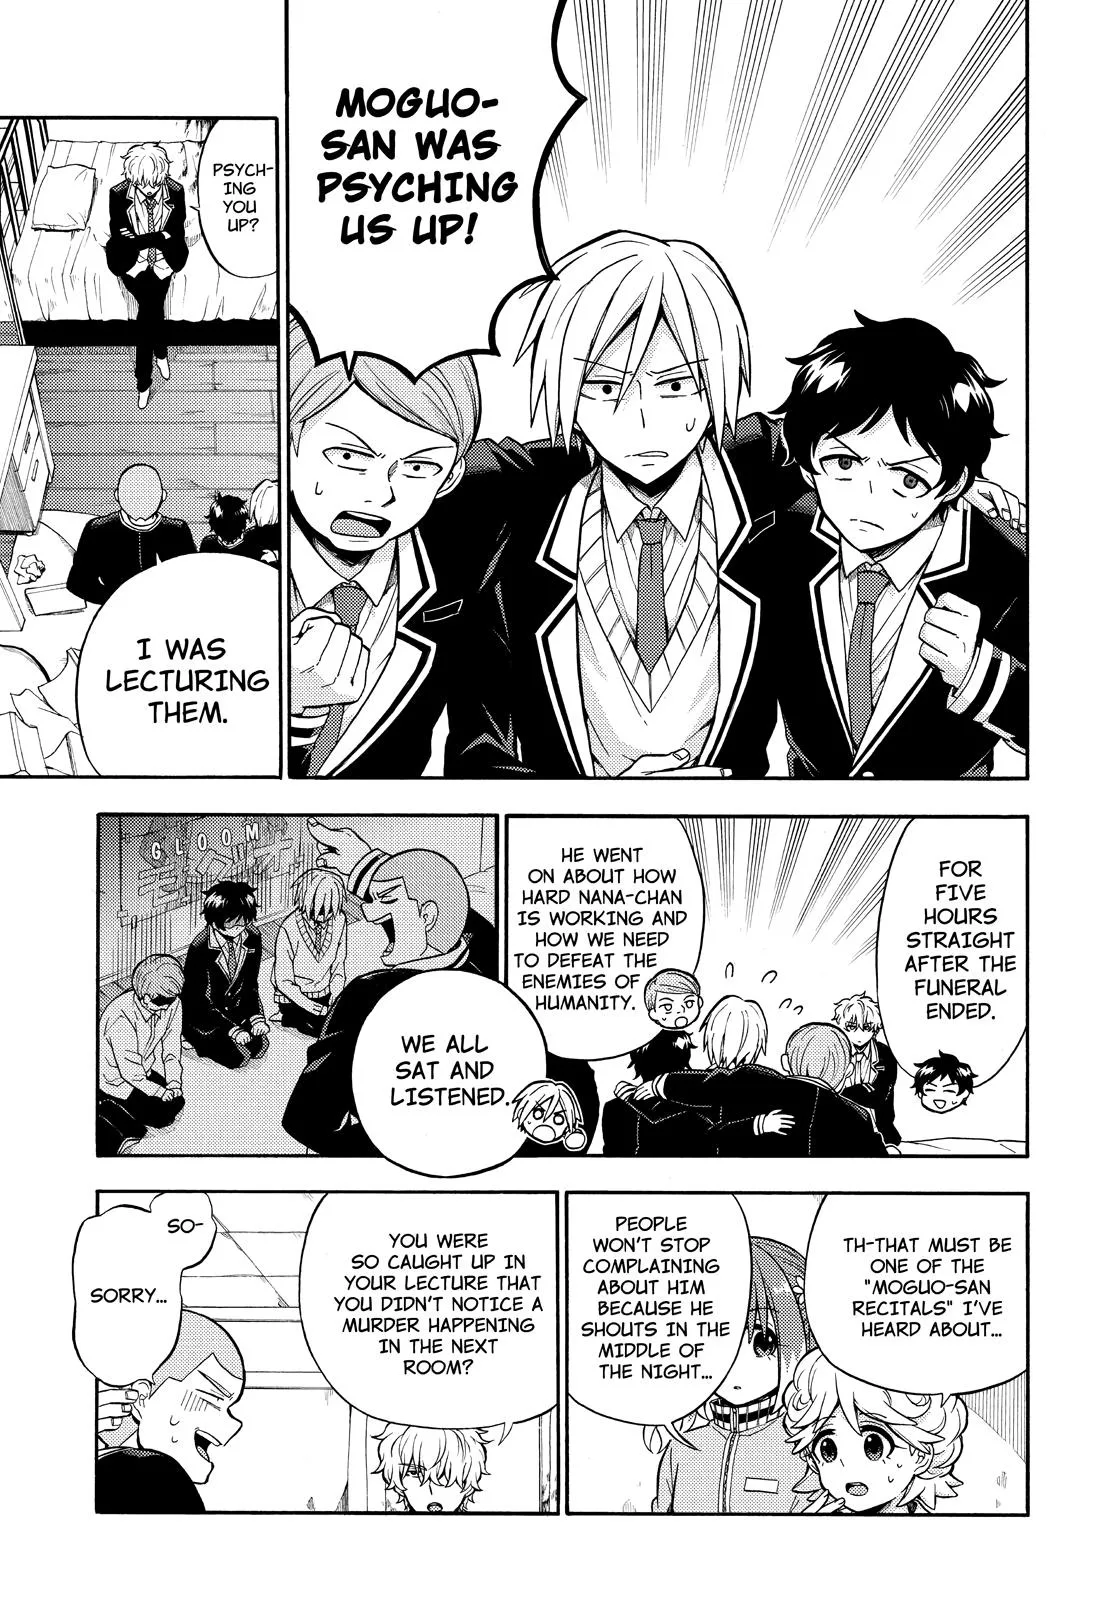 MOGUO-
SAN WAS
PSYCHING
US UP!
PSYCH-
ING
YOU
UP?
I WAS
LECTURING
THEM.
FOR
FIVE
HOURS
STRAIGHT
AFTER THE
FUNERAL
ENDED.
HE WENT
ON ABOUT HOW
HARD NANA-CHAN
IS WORKING AND
HOW WE NEED
TO DEFEAT THE
ENEMIES OF
HUMANITY.
GLOOM
WE ALL
SAT AND
LISTENED.
TH-THAT MUST BE
ONE OF THE
"MOGUO-SAN
RECITALS" I'VE
HEARD ABOUT...
PEOPLE
WON'T STOP
COMPLAINING
ABOUT HIM
BECAUSE HE
SHOUTS IN THE
MIDDLE OF
THE NIGHT...
YOU WERE
SO CAUGHT UP IN
YOUR LECTURE THAT
YOU DIDN'T NOTICE A
MURDER HAPPENING
IN THE NEXT
ROOM?
SO-
SORRY...